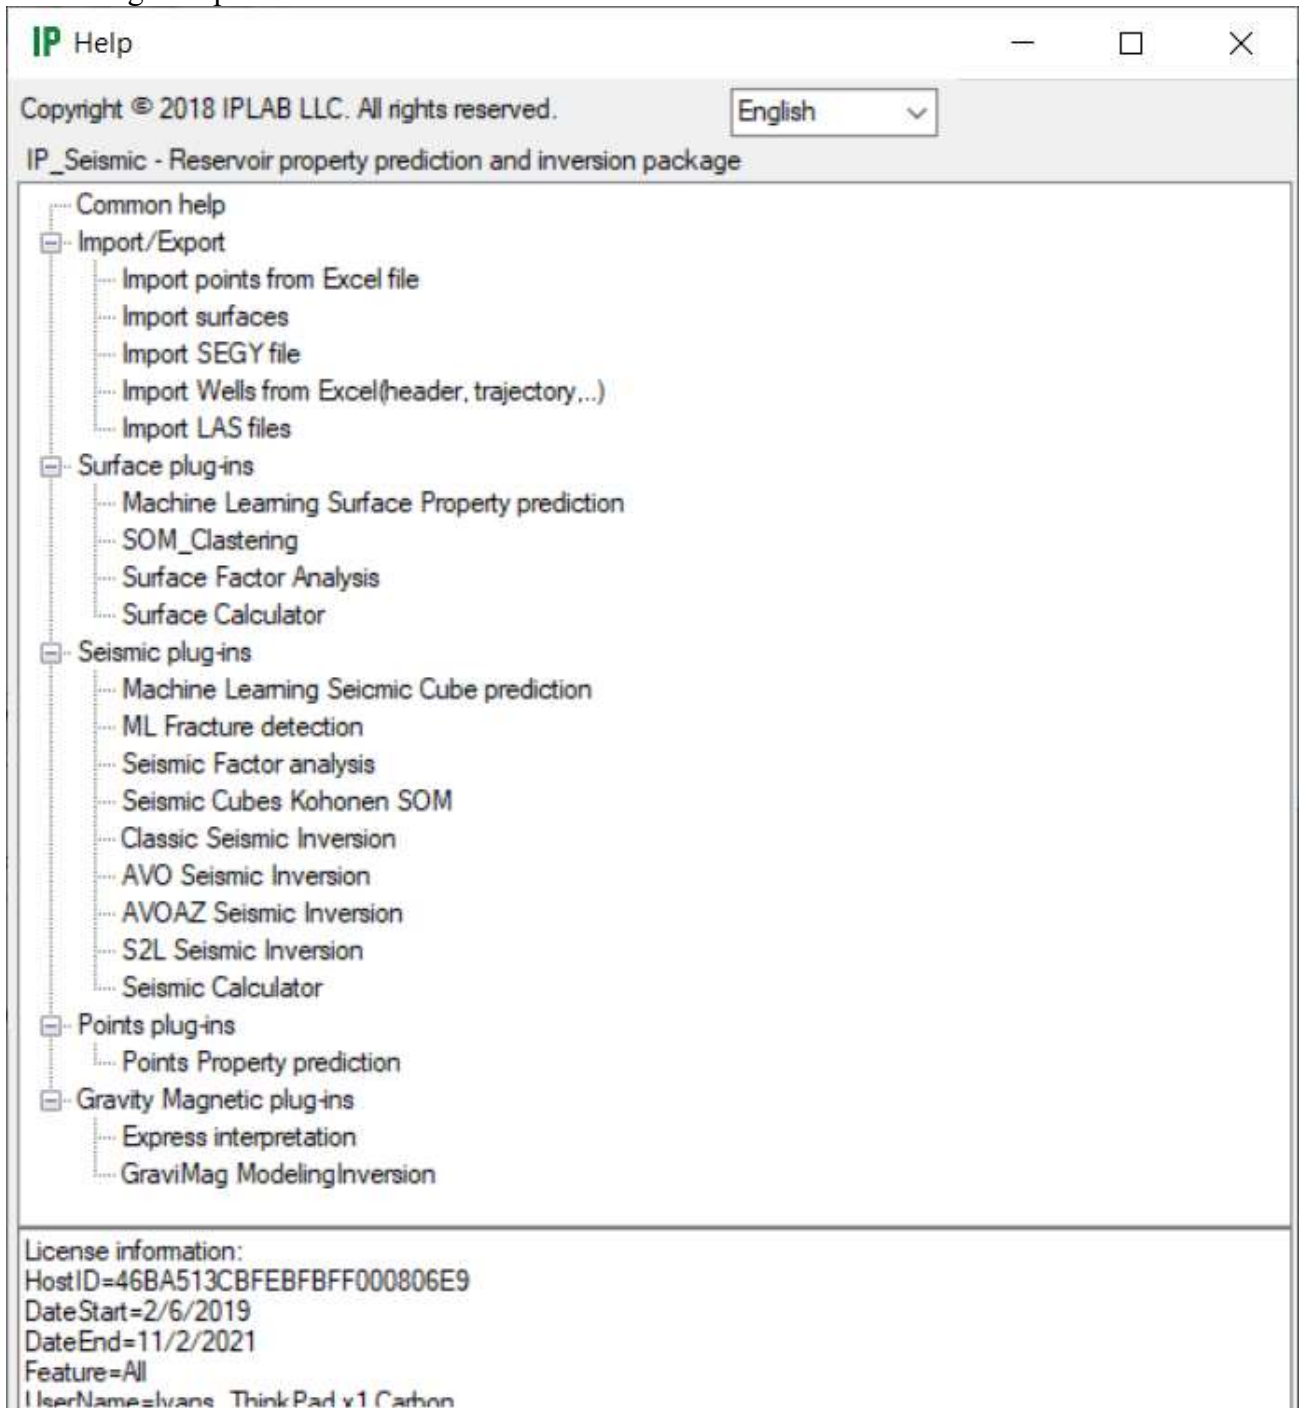 IP Help
Copyright © 2018 IPLAB LLC. All rights reserved.
English
IP_Seismic - Reservoir property prediction and inversion package
Common help
Import/Export
Import points from Excel file
Import surfaces
Import SEGY file
Import Wells from Excel(header, trajectory,..)
Import LAS files
Surface plug-ins
Machine Learning Surface Property prediction
SOM_Clastering
Surface Factor Analysis
Surface Calculator
Seismic plug-ins
Machine Learning Seicmic Cube prediction
ML Fracture detection
Seismic Factor analysis
Seismic Cubes Kohonen SOM
Classic Seismic Inversion
AVO Seismic Inversion
AVOAZ Seismic Inversion
S2L Seismic Inversion
Seismic Calculator
Points plug-ins
Points Property prediction
Gravity Magnetic plug-ins
Express interpretation
GraviMag ModelingInversion
License information:
HostID=46BA513CBFEBFBFF000806E9
DateStart=2/6/2019
DateEnd=11/2/2021
Feature=All
UserName=Ivans_ThinkPad x1 Carbon